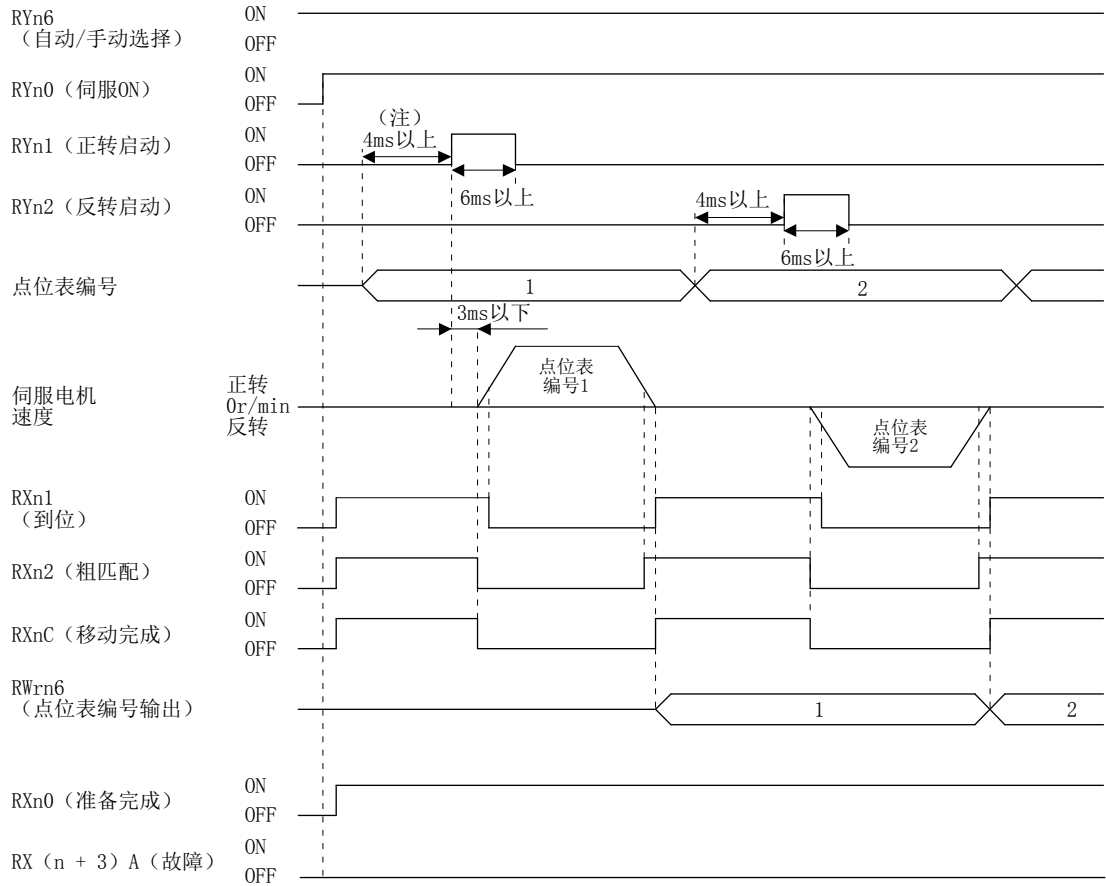 RYn6
（自动/手动选择）
ON
OFF
RYn0（伺服ON）
ON
OFF
RYn1（正转启动）
ON
OFF
（注）
4ms以上
6ms以上
RYn2（反转启动）
ON
OFF
4ms以上
6ms以上
点位表编号
1
2
3ms以下
伺服电机
速度
正转
0r/min
反转
点位表
编号1
点位表
编号2
RXn1
（到位）
ON
OFF
RXn2（粗匹配）
ON
OFF
RXnC（移动完成）
ON
OFF
RWrn6
（点位表编号输出）
1
2
RXn0（准备完成）
ON
OFF
RX（n + 3）A（故障）
ON
OFF